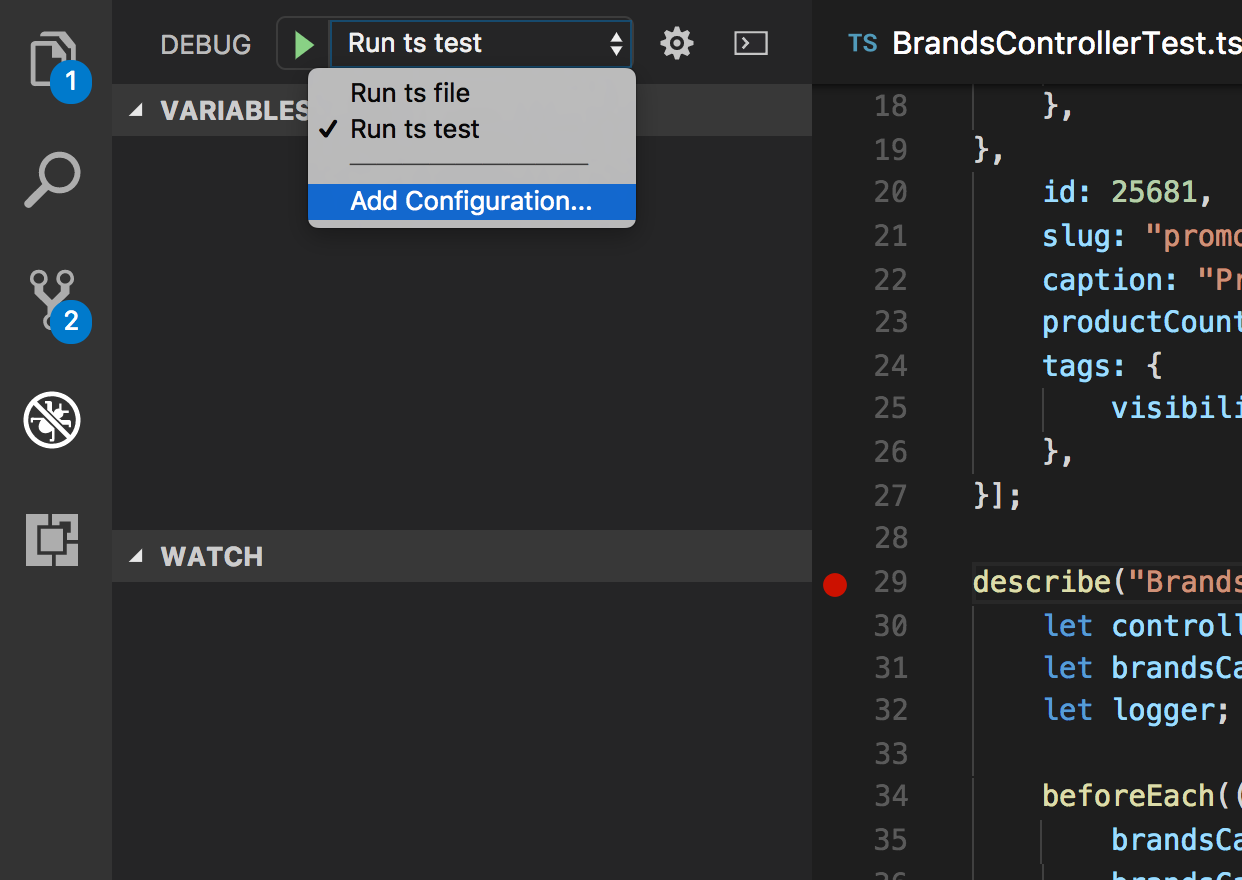 DEBUG
Run ts test
Run ts file
✓ Run ts test
Add Configuration...
1
2
VARIABLES
WATCH
TS BrandsControllerTest.ts
18 },
19 },
20 id: 25681,
21 slug: "promo
22 caption: "Pr
23 productCount
24 tags: {
25 visibili
26 },
27 }];
28
29 describe("Brands
30 let controll
31 let brandsCa
32 let logger;
33
34 beforeEach((
35 brandsCa